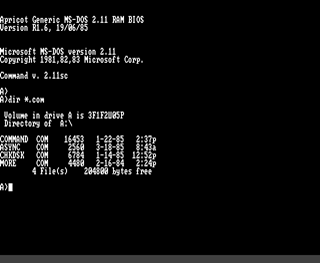 Apricot Generic MS-DOS 2.11 RAM BIOS
Version R1.6, 19/06/85
Microsoft MS-DOS version 2.11
Copyright 1981,82,83 Microsoft Corp.
Command v. 2.11sc
A>
A>dir *.com
Volume in drive A is 3F1F2U05P
Directory of A:\
COMMAND COM 16453 1-22-85 2:37p
ASYNC COM 2560 3-18-85 8:43a
CHKDSK COM 6784 1-14-85 12:52p
MORE COM 4480 2-16-84 2:24p
4 File(s) 204800 bytes free
A>